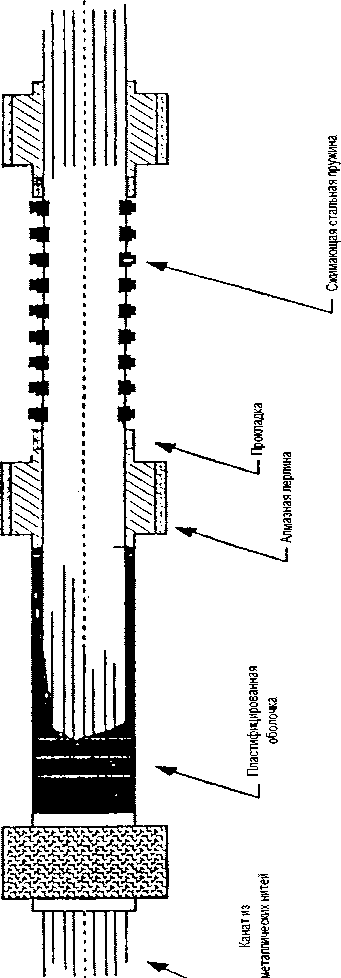 Сжимающая стальная пружина
Прокладка
Алмазная перлина
Пластифицированная
оболочка
Канат из
металлических нитей